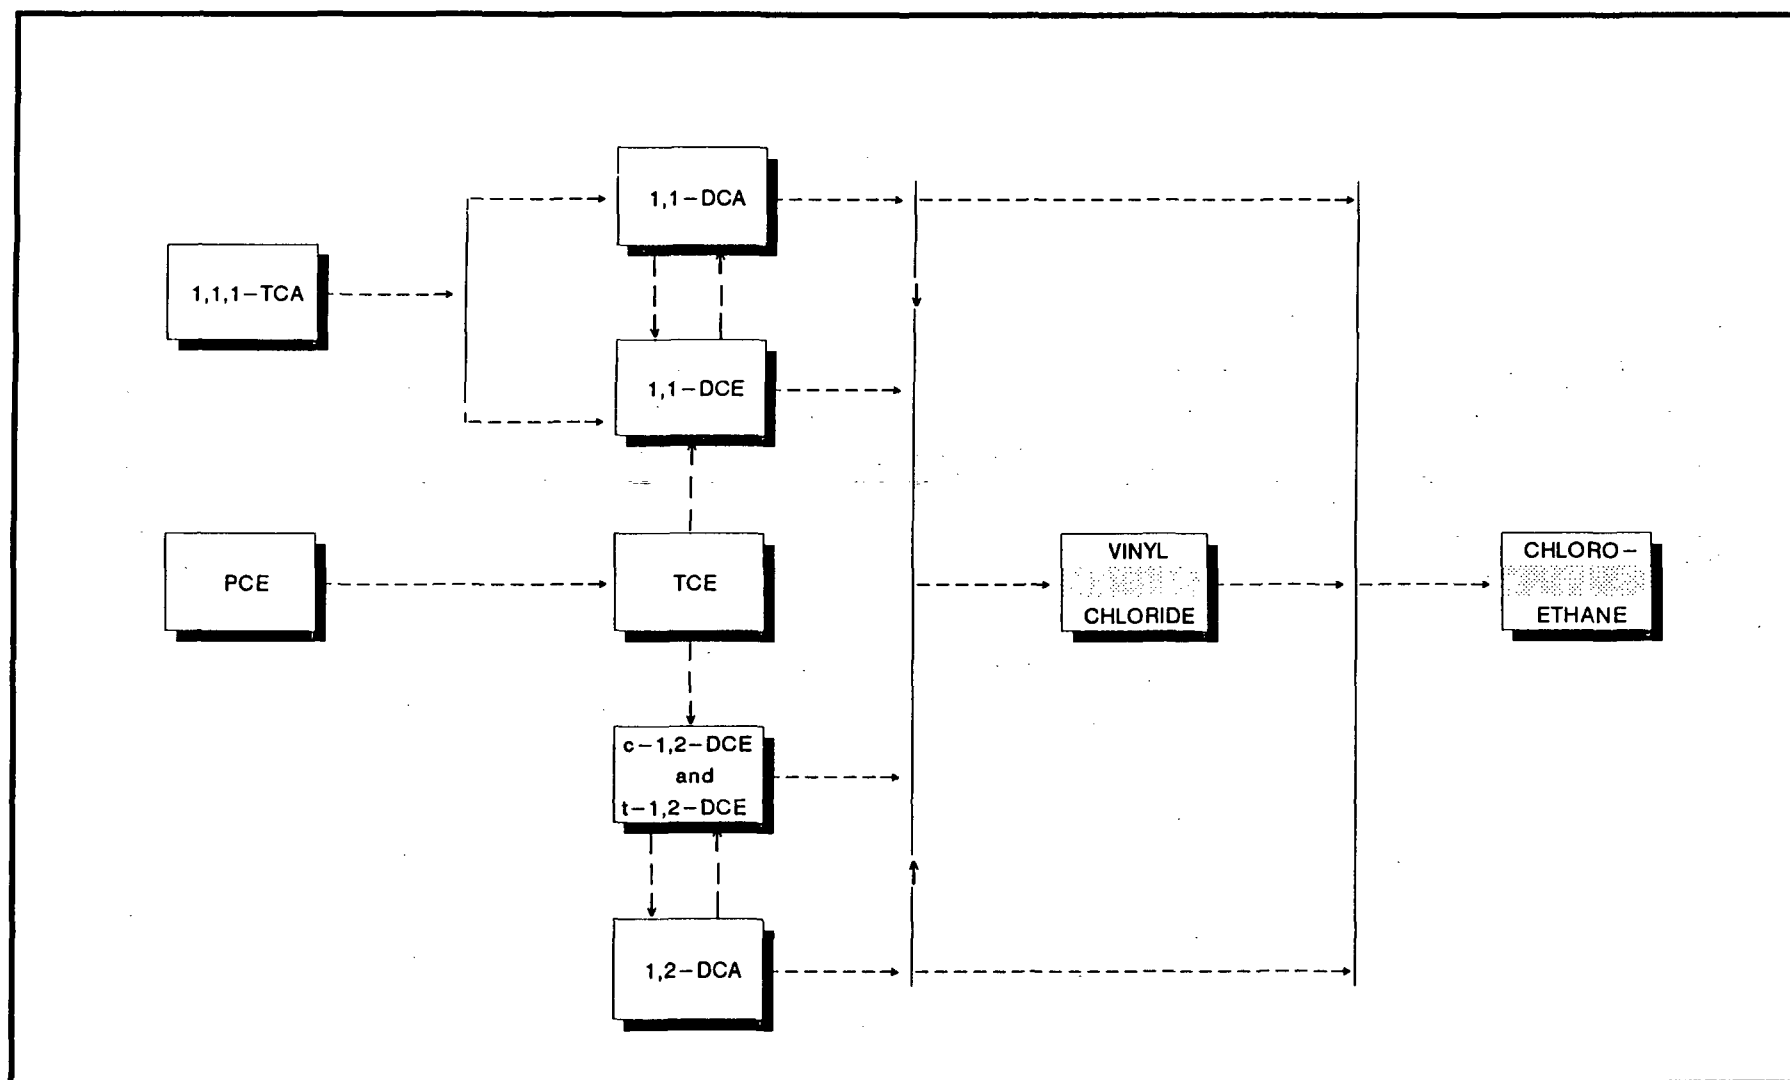 1,1-DCA
1,1,1-TCA
1,1-DCE
PCE
TCE
VINYL
CHLORIDE
CHLORO-
ETHANE
c-1,2-DCE
and
t-1,2-DCE
1,2-DCA